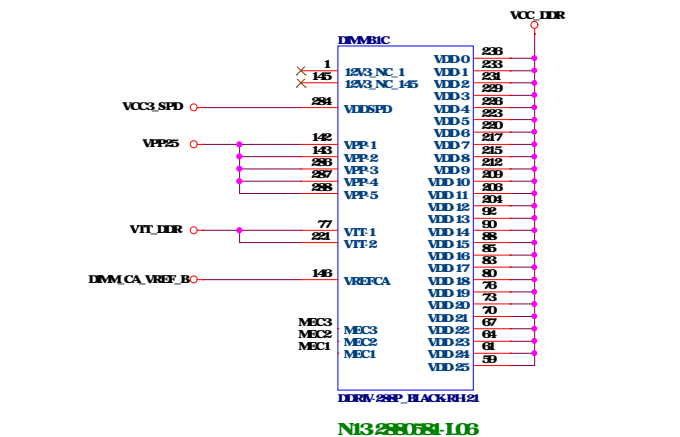 VCC_DDR
DIMMB1C
1
12V3_NC_1
145
12V3_NC_145
VCC3_SPD
284
VDDSPD
VPP25
142
VPP-1
143
VPP-2
286
VPP-3
287
VPP-4
288
VPP-5
VTT_DDR
77
VTT-1
221
VTT-2
DIMM_CA_VREF_B
146
VREFCA
MEC3
MEC3
MEC2
MEC2
MEC1
MEC1
VDD-0
236
VDD-1
233
VDD-2
231
VDD-3
229
VDD-4
226
VDD-5
223
VDD-6
220
VDD-7
217
VDD-8
215
VDD-9
212
VDD-10
209
VDD-11
206
VDD-12
204
VDD-13
92
VDD-14
90
VDD-15
88
VDD-16
85
VDD-17
83
VDD-18
80
VDD-19
76
VDD-20
73
VDD-21
70
VDD-22
67
VDD-23
64
VDD-24
61
VDD-25
59
DDRIV-288P_BLACK-RH-21
N13-2880581-L06